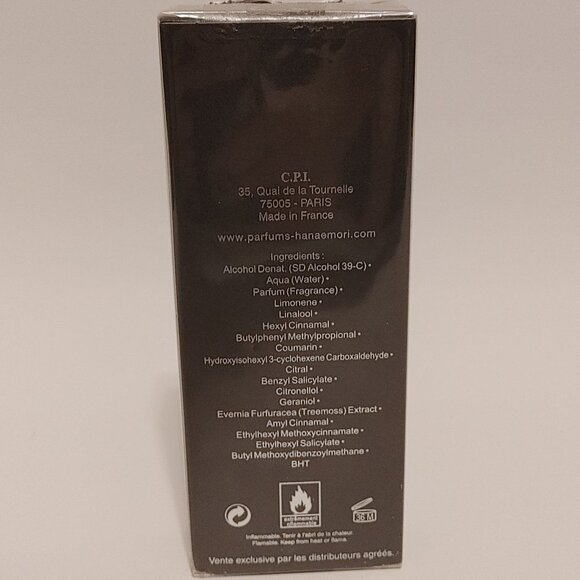 C.P.I.
35, Quai de la Tournelle
75005 - PARIS
Made in France
www.parfums-hanaemori.com
Ingredients :
Alcohol Denat. (SD Alcohol 39-C) •
Aqua (Water) •
Parfum (Fragrance) •
Limonene •
Linalool •
Hexyl Cinnamal •
Butylphenyl Methylpropional •
Coumarin •
Hydroxyisohexyl 3-cyclohexene Carboxaldehyde •
Citral •
Benzyl Salicylate •
Citronellol •
Geraniol •
Evernia Furfuracea (Treemoss) Extract •
Amyl Cinnamal •
Ethylhexyl Methoxycinnamate •
Ethylhexyl Salicylate •
Butyl Methoxydibenzoylmethane •
BHT
extrêmement
inflammable
36 M
Inflammable. Tenir à l'abri de la chaleur.
Flamable. Keep from heat or flame.
Vente exclusive par les distributeurs agréés.